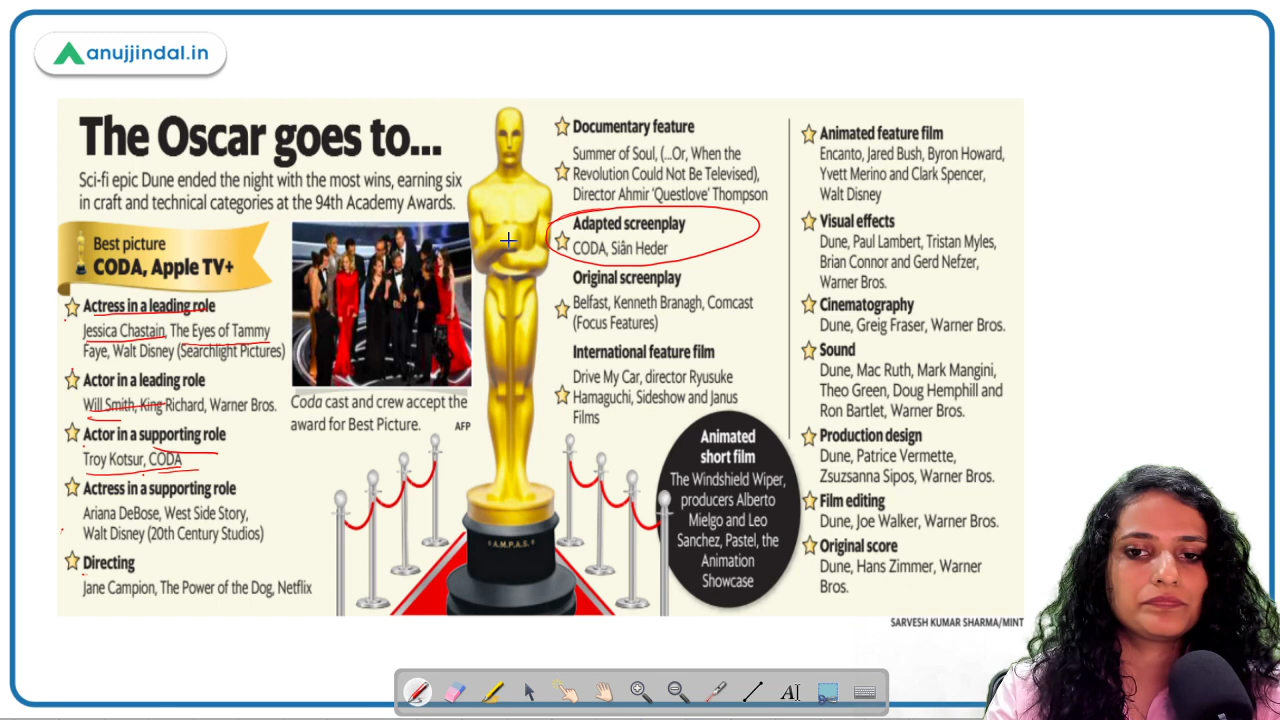 anujjindal.in
The Oscar goes to...
Sci-fi epic Dune ended the night with the most wins, earning six
in craft and technical categories at the 94th Academy Awards.
Best picture
CODA, Apple TV+
Actress in a leading role
Jessica Chastain, The Eyes of Tammy
Faye, Walt Disney (Searchlight Pictures)
Actor in a leading role
Will Smith, King Richard, Warner Bros.
Actor in a supporting role
Troy Kotsur, CODA
Actress in a supporting role
Ariana DeBose, West Side Story,
Walt Disney (20th Century Studios)
Directing
Jane Campion, The Power of the Dog, Netflix
Coda cast and crew accept the
award for Best Picture.
AFP
A.M.P.A.S.
Documentary feature
Summer of Soul, (...Or, When the
Revolution Could Not Be Televised),
Director Ahmir ‘Questlove’ Thompson
Adapted screenplay
CODA, Siân Heder
Original screenplay
Belfast, Kenneth Branagh, Comcast
(Focus Features)
International feature film
Drive My Car, director Ryusuke
Hamaguchi, Sideshow and Janus
Films
Animated
short film
The Windshield Wiper,
producers Alberto
Mielgo and Leo
Sanchez, Pastel, the
Animation
Showcase
Animated feature film
Encanto, Jared Bush, Byron Howard,
Yvett Merino and Clark Spencer,
Walt Disney
Visual effects
Dune, Paul Lambert, Tristan Myles,
Brian Connor and Gerd Nefzer,
Warner Bros.
Cinematography
Dune, Greig Fraser, Warner Bros.
Sound
Dune, Mac Ruth, Mark Mangini,
Theo Green, Doug Hemphill and
Ron Bartlet, Warner Bros.
Production design
Dune, Patrice Vermette,
Zsuzsanna Sipos, Warner Bros.
Film editing
Dune, Joe Walker, Warner Bros.
Original score
Dune, Hans Zimmer, Warner
Bros.
SARVESH KUMAR SHARMA/MINT
AI